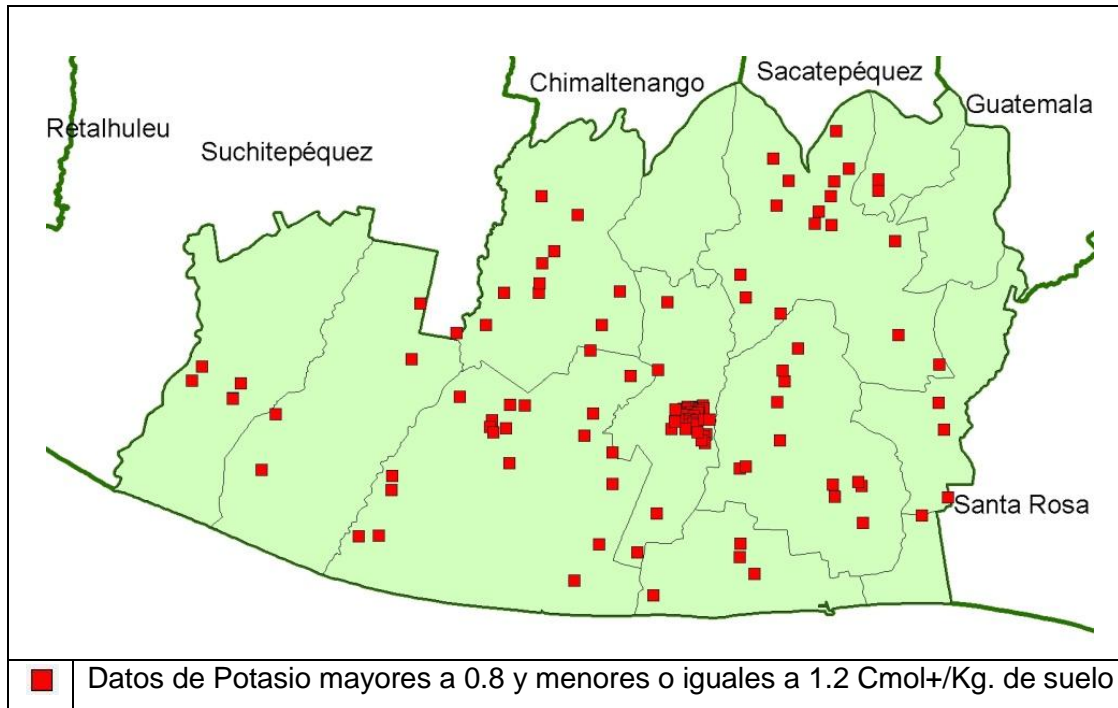 Chimaltenango
Sacatepéquez
Guatemala
Retalhuleu
Suchitepéquez
Santa Rosa
Datos de Potasio mayores a 0.8 y menores o iguales a 1.2 Cmol+/Kg. de suelo